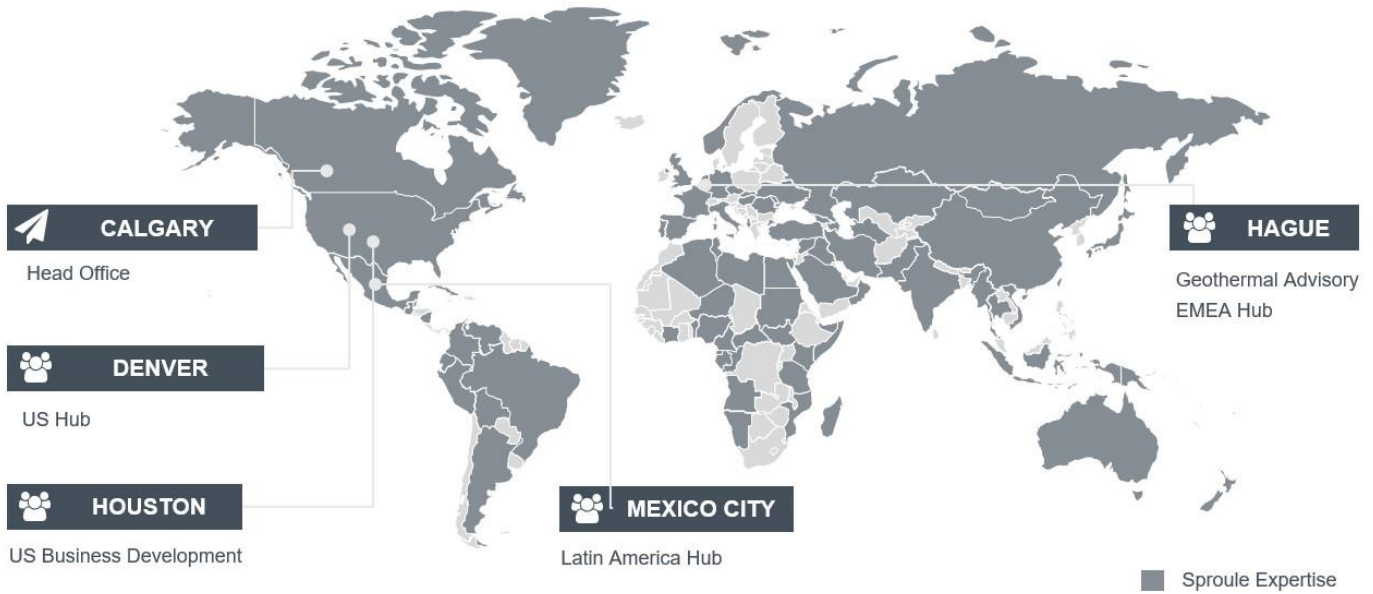 CALGARY
Head Office
DENVER
US Hub
HOUSTON
US Business Development
MEXICO CITY
Latin America Hub
HAGUE
Geothermal Advisory
EMEA Hub
Sproule Expertise